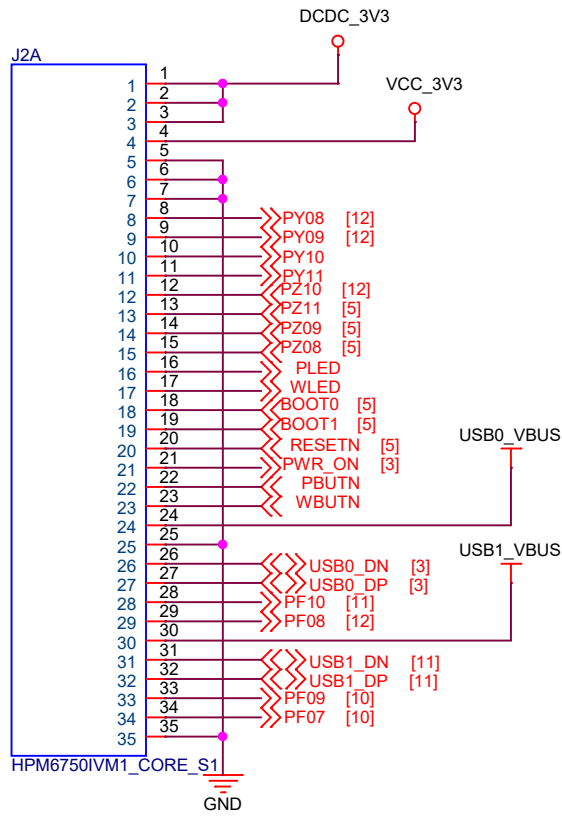 DCDC_3V3
J2A
VCC_3V3
1 1
2 2
3 3
4 4
5 5
6 6
7 7
8 8 PY08 [12]
9 9 PY09 [12]
10 10 PY10
11 11 PY11
12 12 PZ10 [12]
13 13 PZ11 [5]
14 14 PZ09 [5]
15 15 PZ08 [5]
16 16 PLED
17 17 WLED
18 18 BOOT0 [5]
19 19 BOOT1 [5]
20 20 RESETN [5]
USB0_VBUS
21 21 PWR_ON [3]
22 22 PBUTN
23 23 WBUTN
24 24
25 25
USB1_VBUS
26 26 USB0_DN [3]
27 27 USB0_DP [3]
28 28 PF10 [11]
29 29 PF08 [12]
30 30
31 31 USB1_DN [11]
32 32 USB1_DP [11]
33 33 PF09 [10]
34 34 PF07 [10]
35 35
HPM6750IVM1_CORE_S1
GND